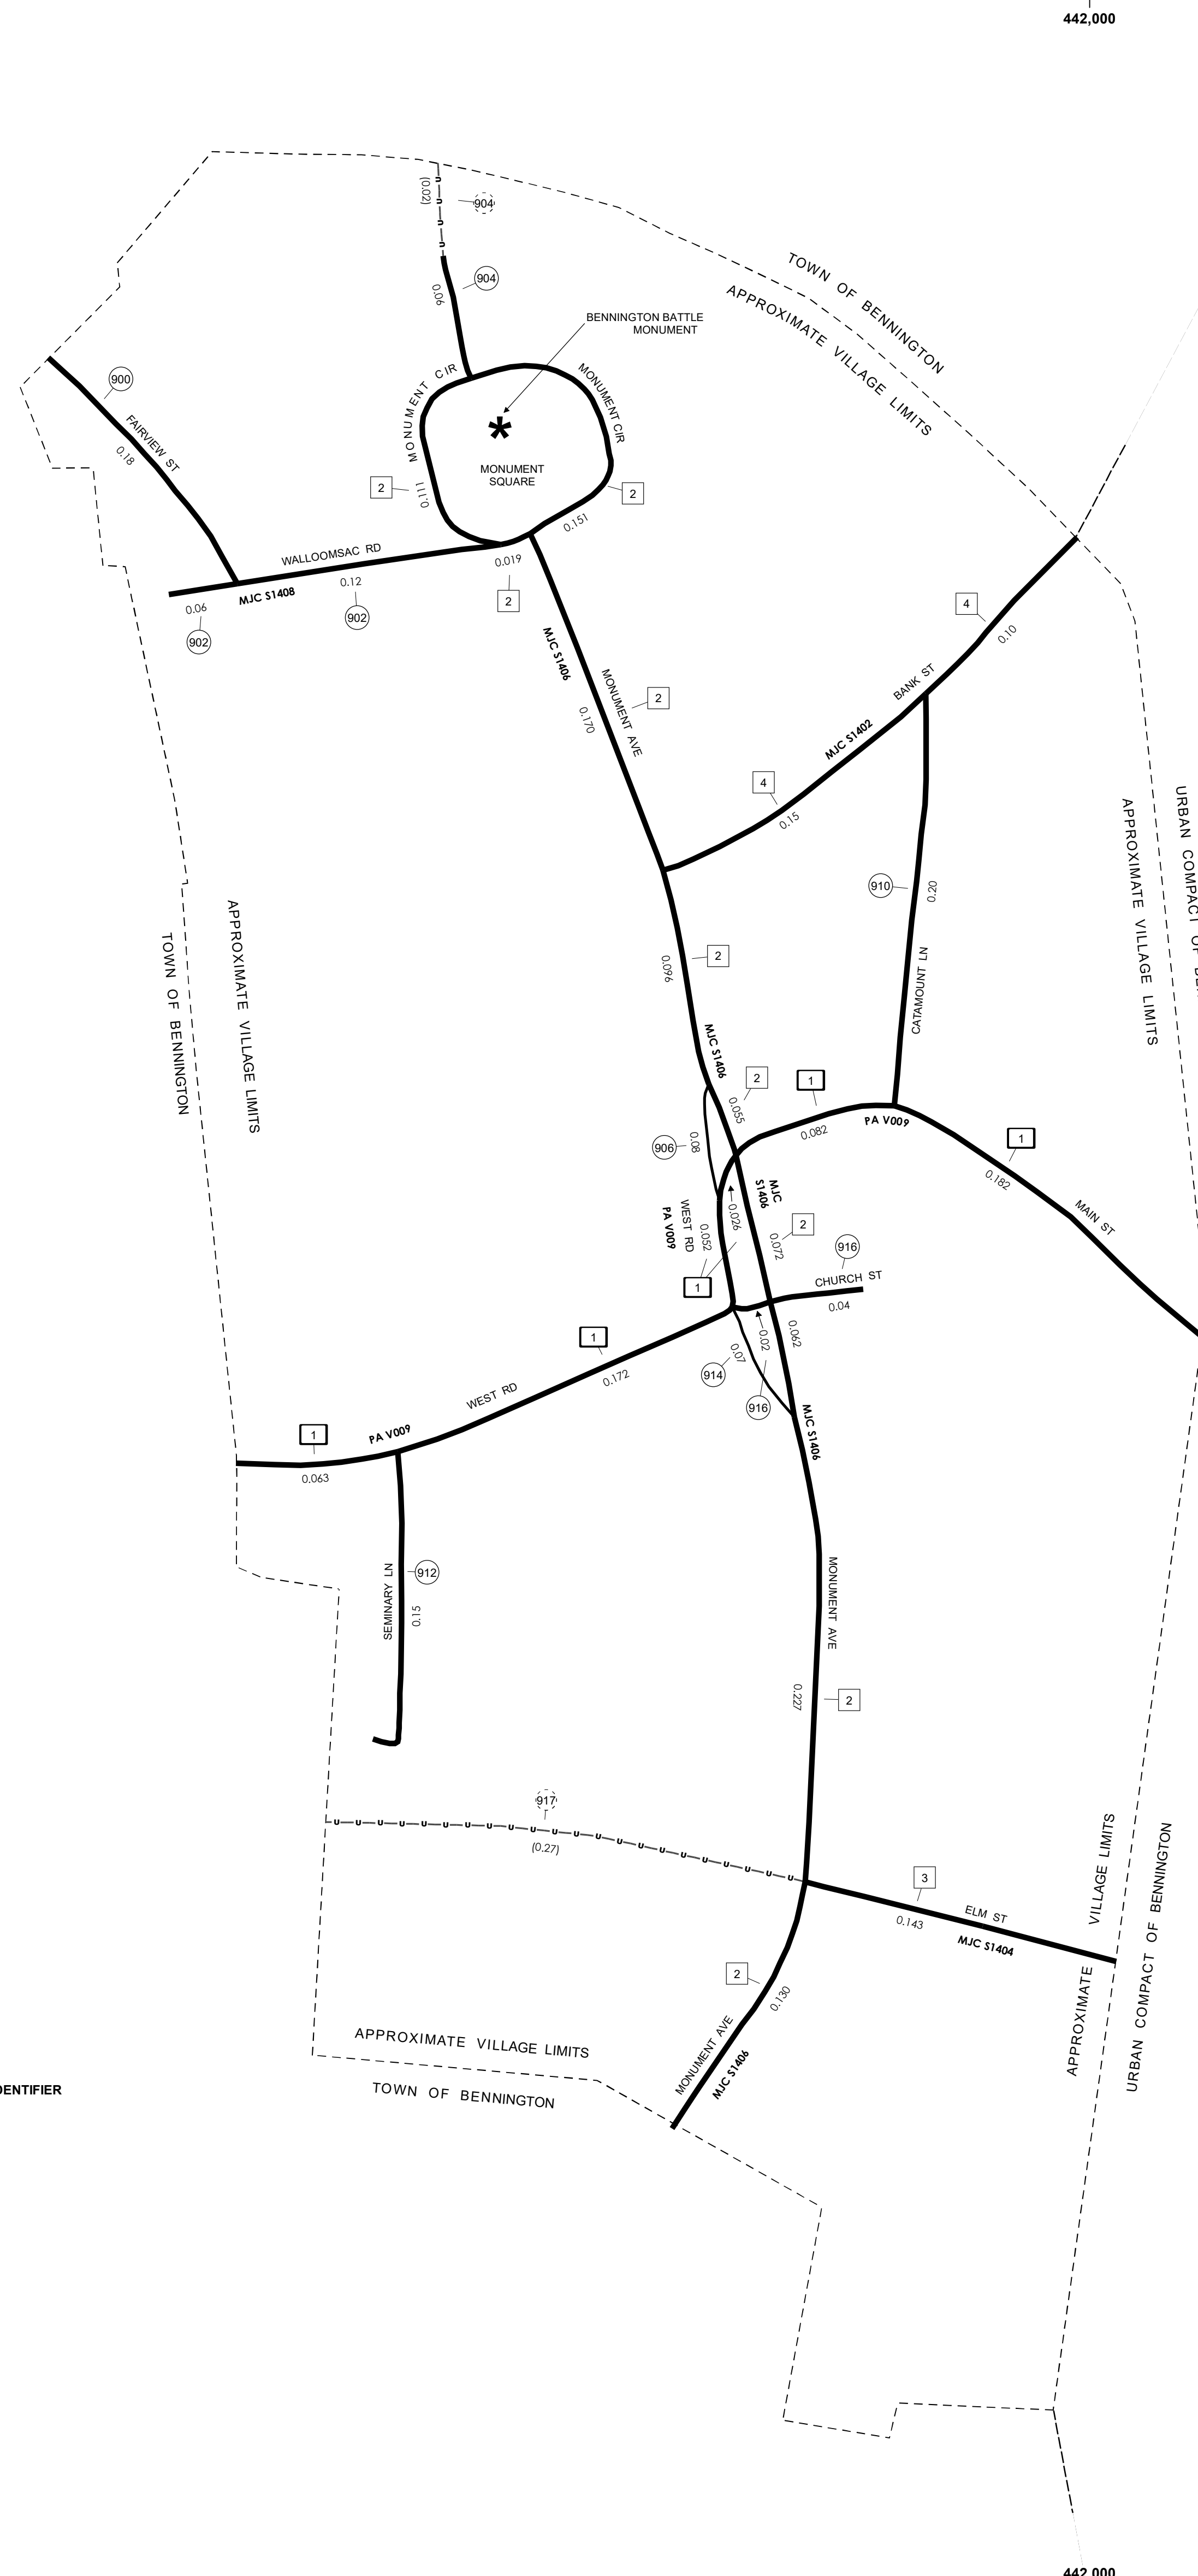 442,000
(0.02)
904
904
0.06
TOWN OF BENNINGTON
APPROXIMATE VILLAGE LIMITS
BENNINGTON BATTLE
MONUMENT
MONUMENT CIR
MONUMENT CIR
*
MONUMENT
SQUARE
900
FAIRVIEW ST
0.18
2
0.111
2
0.151
WALLOOMSAC RD
0.019
2
0.12
MJC S1408
0.06
902
902
MJC S1406
MONUMENT AVE
2
0.170
4
0.10
BANK ST
MJC S1402
4
0.15
910
0.20
CATAMOUNT LN
APPROXIMATE VILLAGE LIMITS
TOWN OF BENNINGTON
APPROXIMATE VILLAGE LIMITS
URBAN COMPACT OF
2
0.096
MJC S1406
2
0.055
1
0.082
PA V009
1
0.182
MAIN ST
906
0.08
MJC
S1406
0.026
WEST RD
PA V009
0.052
2
0.072
1
916
CHURCH ST
0.04
0.062
0.02
0.07
914
916
1
0.172
WEST RD
PA V009
1
0.063
MJC S1406
912
SEMINARY LN
0.15
MONUMENT AVE
0.227
2
917
(0.27)
3
ELM ST
0.143
MJC S1404
2
0.130
MONUMENT AVE
MJC S1406
APPROXIMATE VILLAGE LIMITS
URBAN COMPACT OF BENNINGTON
APPROXIMATE VILLAGE LIMITS
TOWN OF BENNINGTON
DENTIFIER
442,000